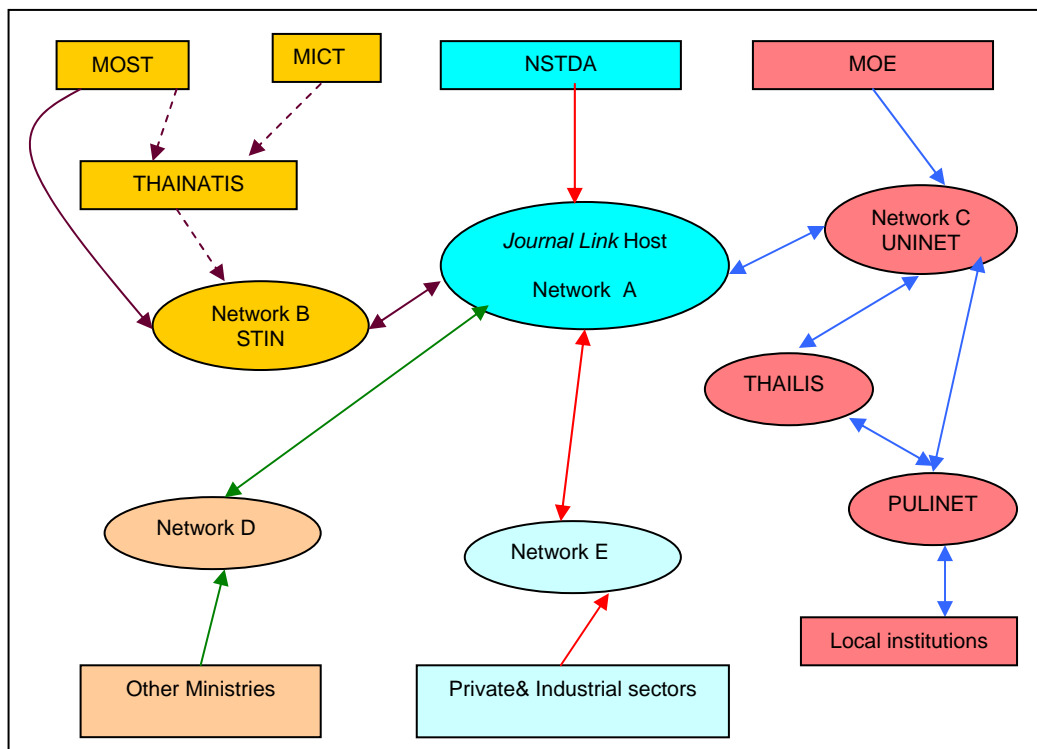 MOST
MICT
NSTDA
MOE
THAINATIS
Journal Link Host
Network A
Network C
UNINET
Network B
STIN
THAILIS
PULINET
Network D
Network E
Local institutions
Other Ministries
Private& Industrial sectors